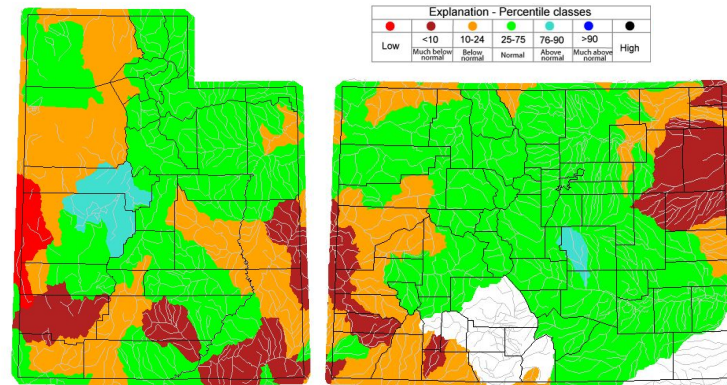 Explanation - Percentile classes
Low <10 10-24 25-75 76-90 >90 High
Much below normal Below normal Normal Above normal Much above normal